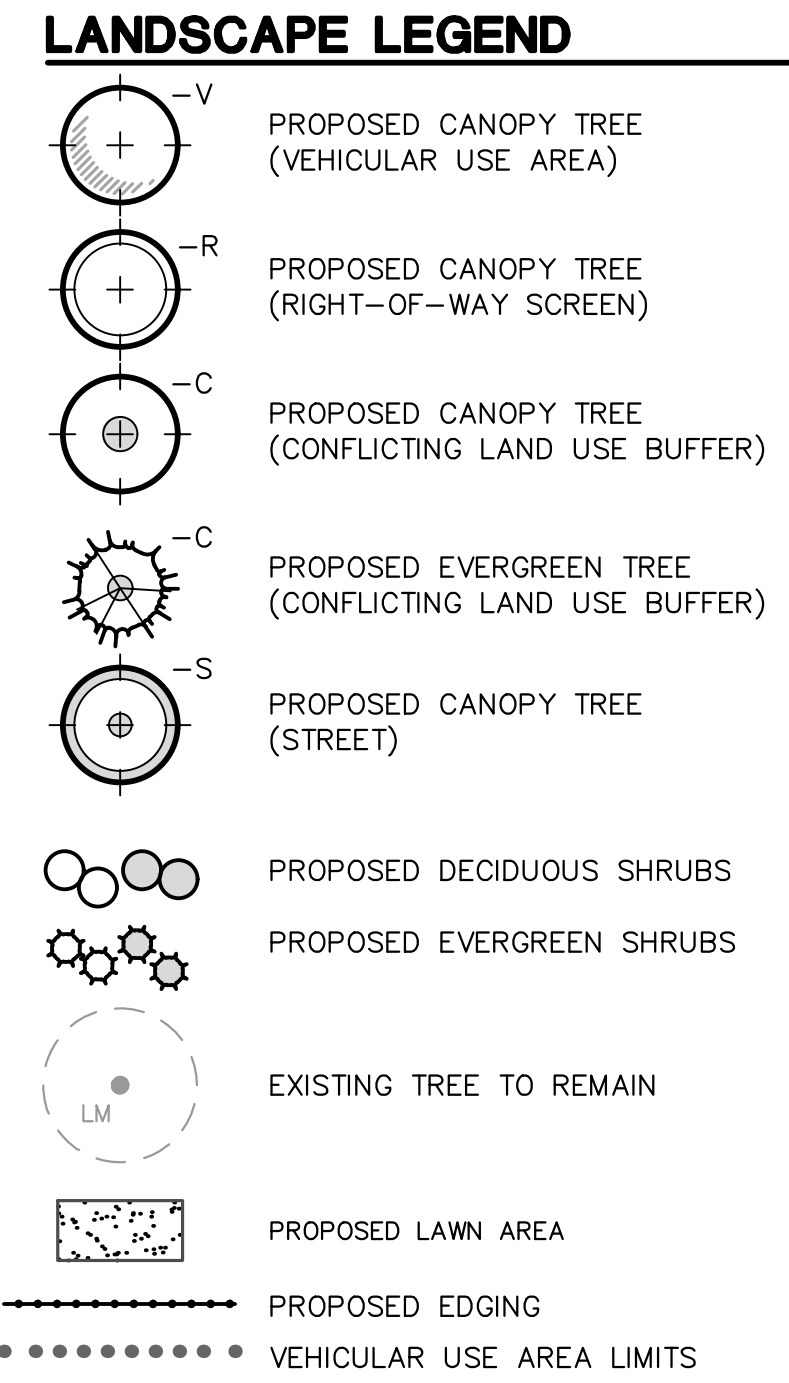 LANDSCAPE LEGEND
–V
PROPOSED CANOPY TREE
(VEHICULAR USE AREA)
–R
PROPOSED CANOPY TREE
(RIGHT–OF–WAY SCREEN)
–C
PROPOSED CANOPY TREE
(CONFLICTING LAND USE BUFFER)
–C
PROPOSED EVERGREEN TREE
(CONFLICTING LAND USE BUFFER)
–S
PROPOSED CANOPY TREE
(STREET)
PROPOSED DECIDUOUS SHRUBS
PROPOSED EVERGREEN SHRUBS
EXISTING TREE TO REMAIN
LM
PROPOSED LAWN AREA
PROPOSED EDGING
VEHICULAR USE AREA LIMITS